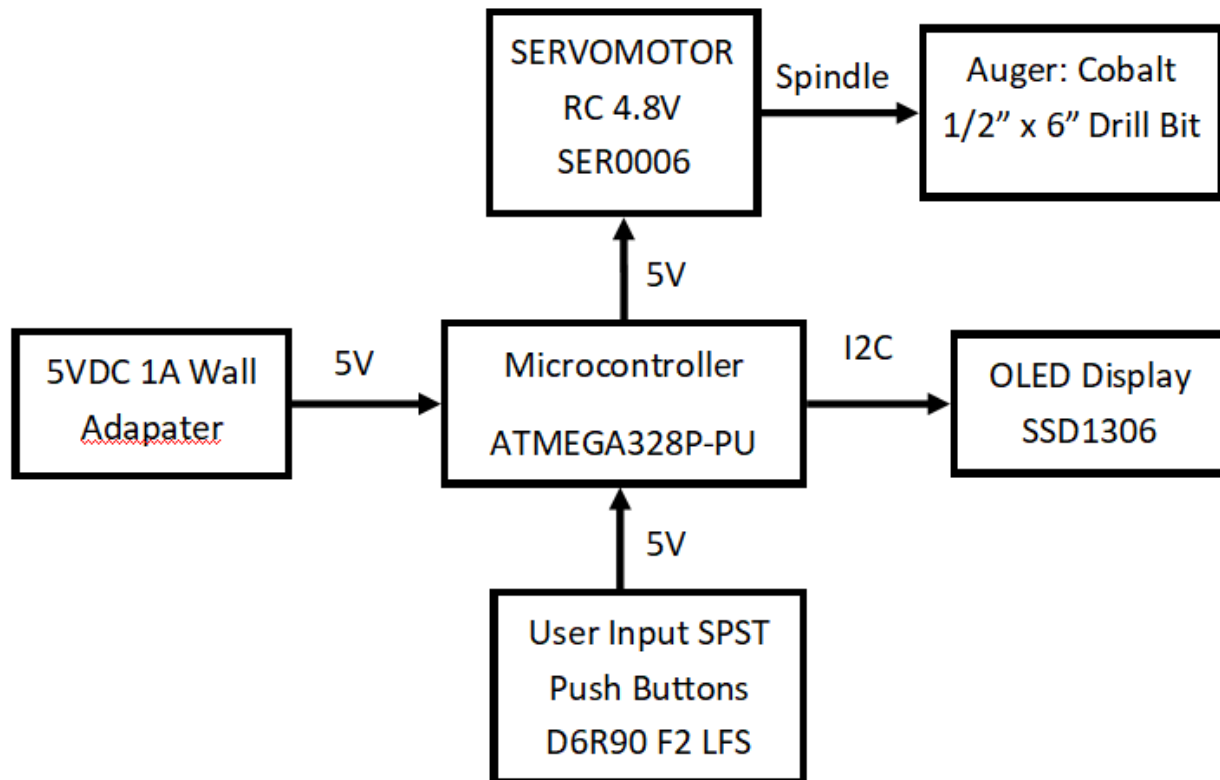 SERVOMOTOR
RC 4.8V
SER0006
Spindle
Auger: Cobalt
1/2” x 6” Drill Bit
5V
5VDC 1A Wall
Adapater
5V
Microcontroller
ATMEGA328P-PU
I2C
OLED Display
SSD1306
5V
User Input SPST
Push Buttons
D6R90 F2 LFS